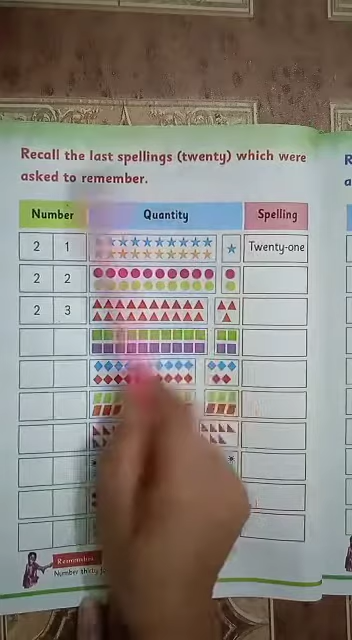 Recall the last spellings (twenty) which were
asked to remember.
Number Quantity Spelling
2 1 Twenty-one
2 2
2 3
Remember
Number thirty